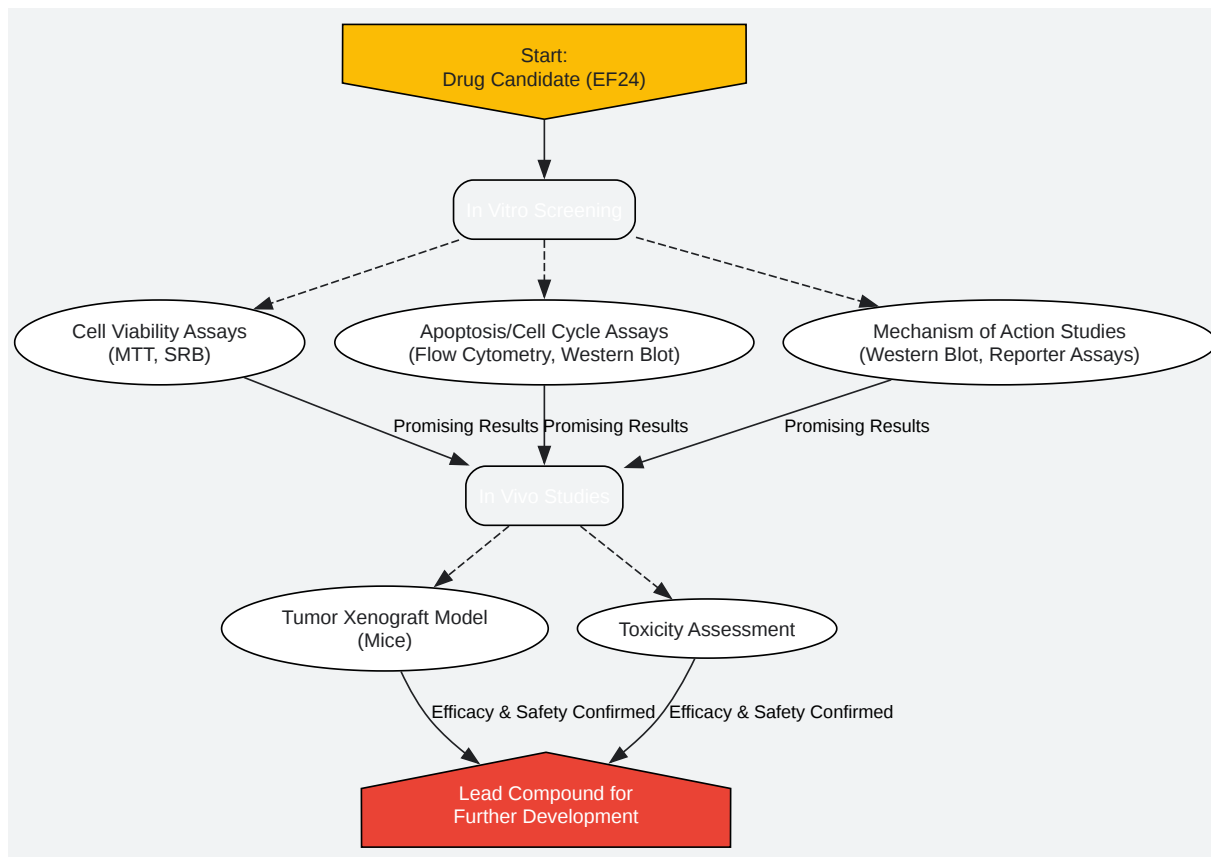 Start:
Drug Candidate (EF24)
In Vitro Screening
Cell Viability Assays
(MTT, SRB)
Apoptosis/Cell Cycle Assays
(Flow Cytometry, Western Blot)
Mechanism of Action Studies
(Western Blot, Reporter Assays)
Promising Results
Promising Results
Promising Results
In Vivo Studies
Tumor Xenograft Model
(Mice)
Toxicity Assessment
Efficacy & Safety Confirmed
Efficacy & Safety Confirmed
Lead Compound for
Further Development